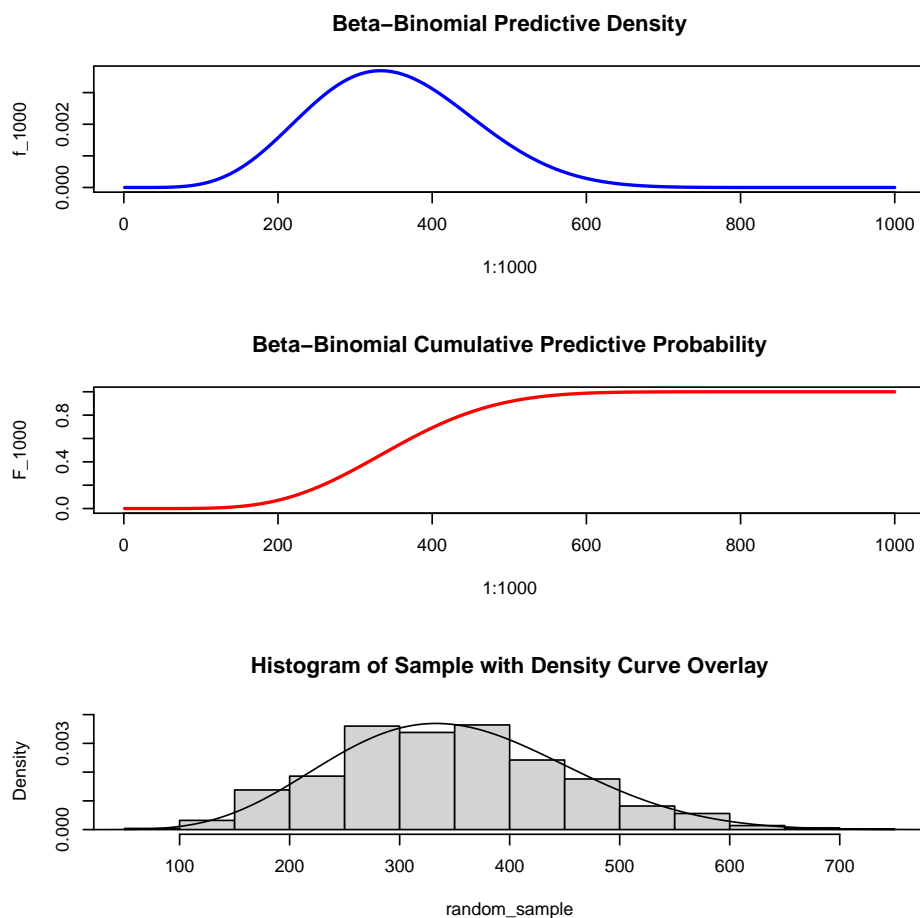 Beta−Binomial Predictive Density
f_1000
0.002
0.000
0 200 400 600 800 1000
1:1000
Beta−Binomial Cumulative Predictive Probability
F_1000
0.8
0.4
0.0
0 200 400 600 800 1000
1:1000
Histogram of Sample with Density Curve Overlay
Density
0.003
0.000
100 200 300 400 500 600 700
random_sample